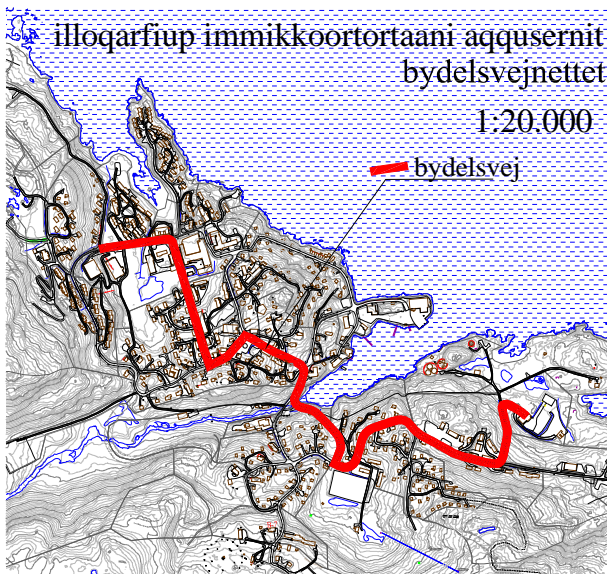 illoqarfiup immikkoortortaani aqqusernit
bydelsvejnettet
1:20.000
bydelsvej